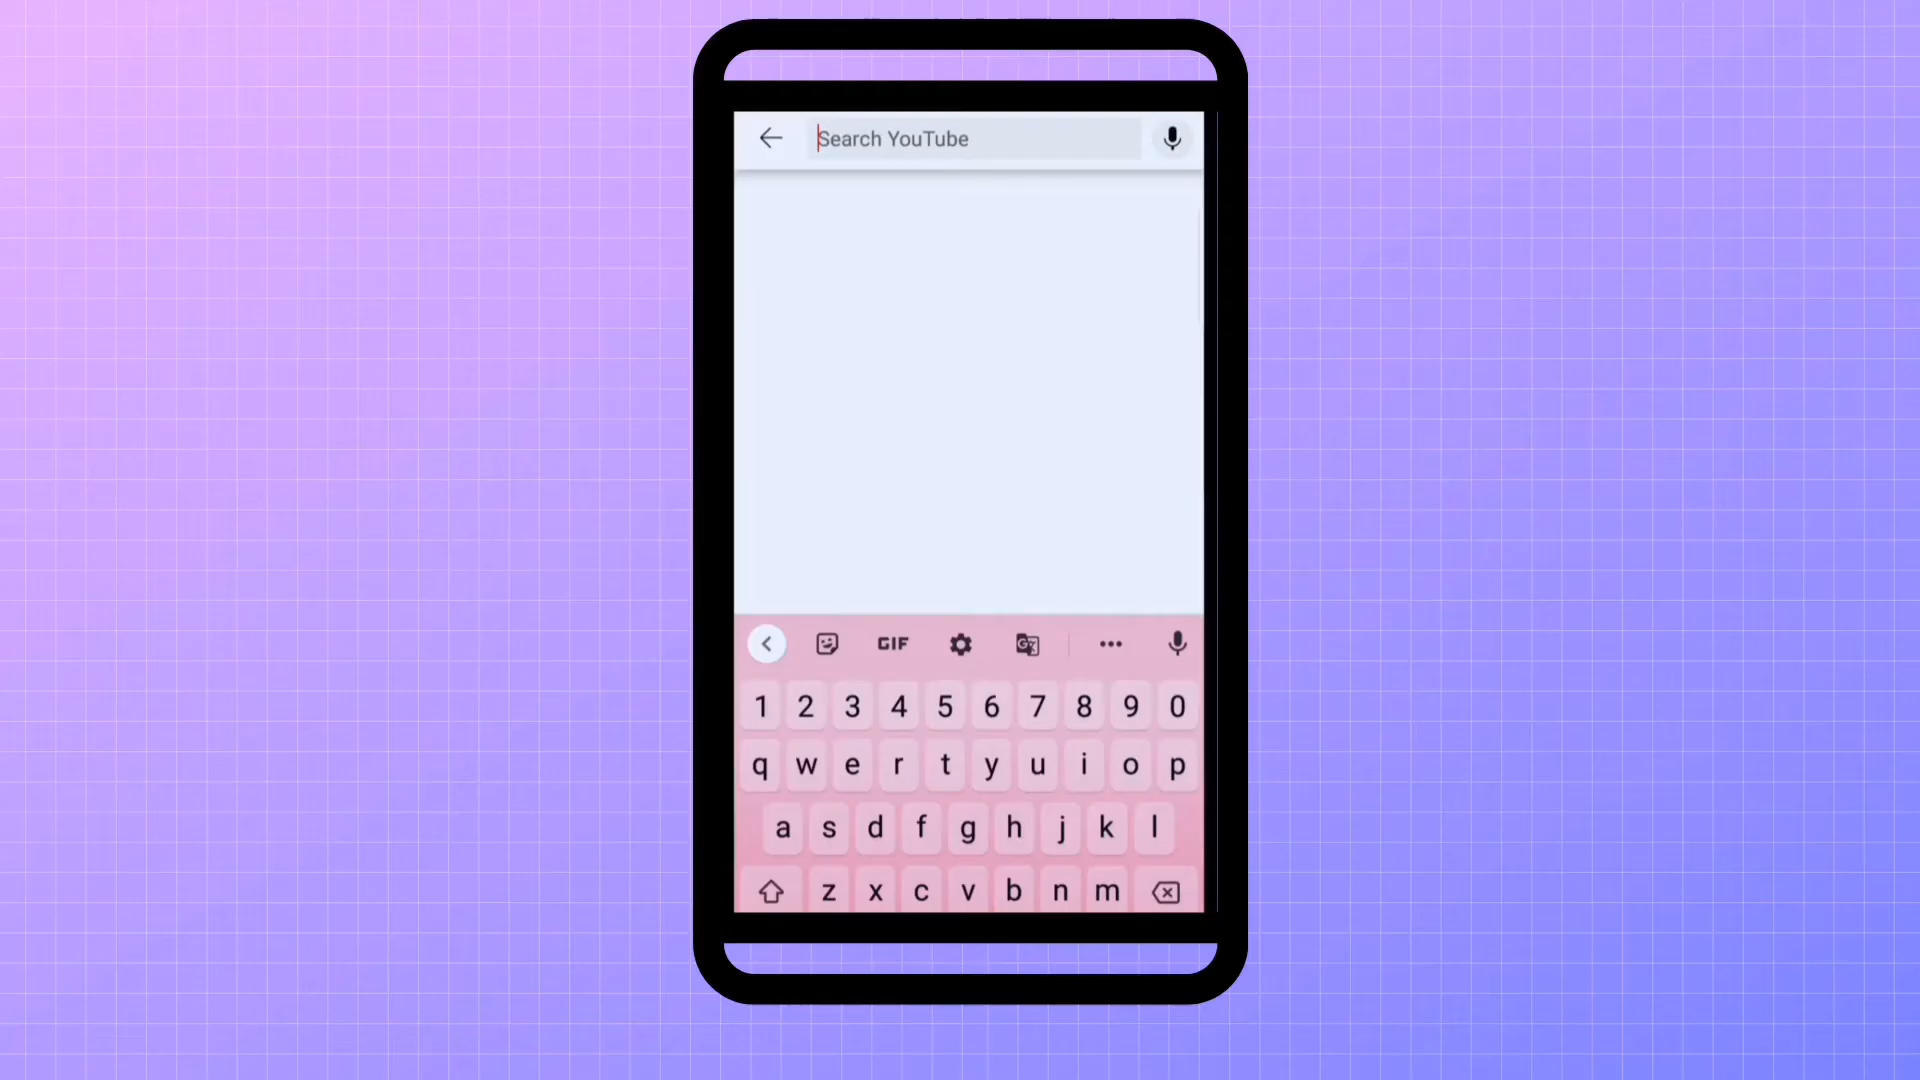 Search YouTube
GIF
1 2 3 4 5 6 7 8 9 0
q w e r t y u i o p
a s d f g h j k l
z x c v b n m